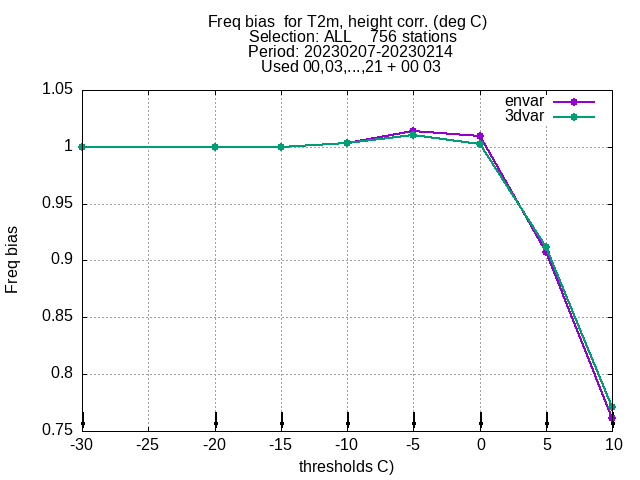 Freq bias  for T2m, height corr. (deg C)
Selection: ALL    756 stations
Period: 20230207-20230214
Used 00,03,...,21 + 00 03
envar
3dvar
1.05
1
0.95
0.9
0.85
0.8
0.75
Freq bias
-30 -25 -20 -15 -10 -5 0 5 10
thresholds C)